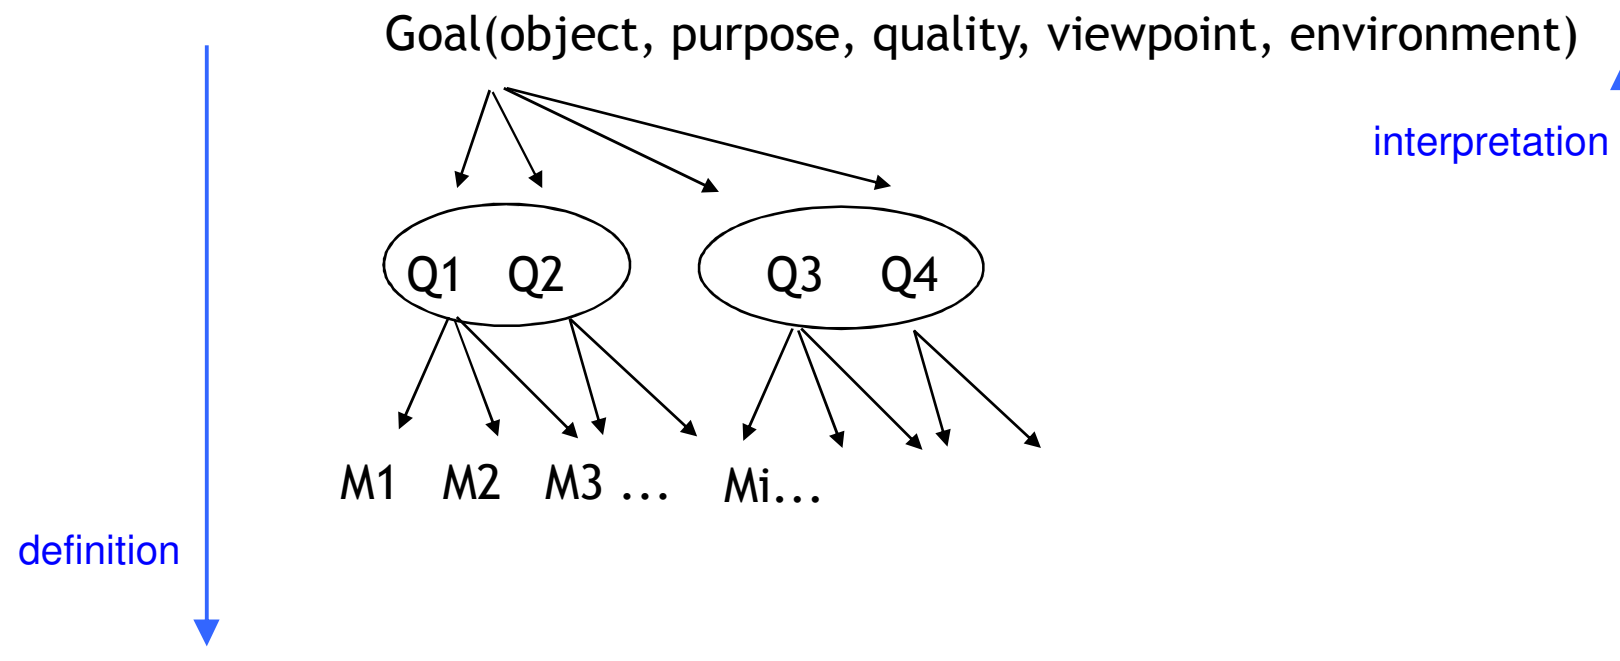 Goal(object, purpose, quality, viewpoint, environment)
interpretation
Q1 Q2 Q3 Q4
M1 M2 M3 ... Mi...
definition